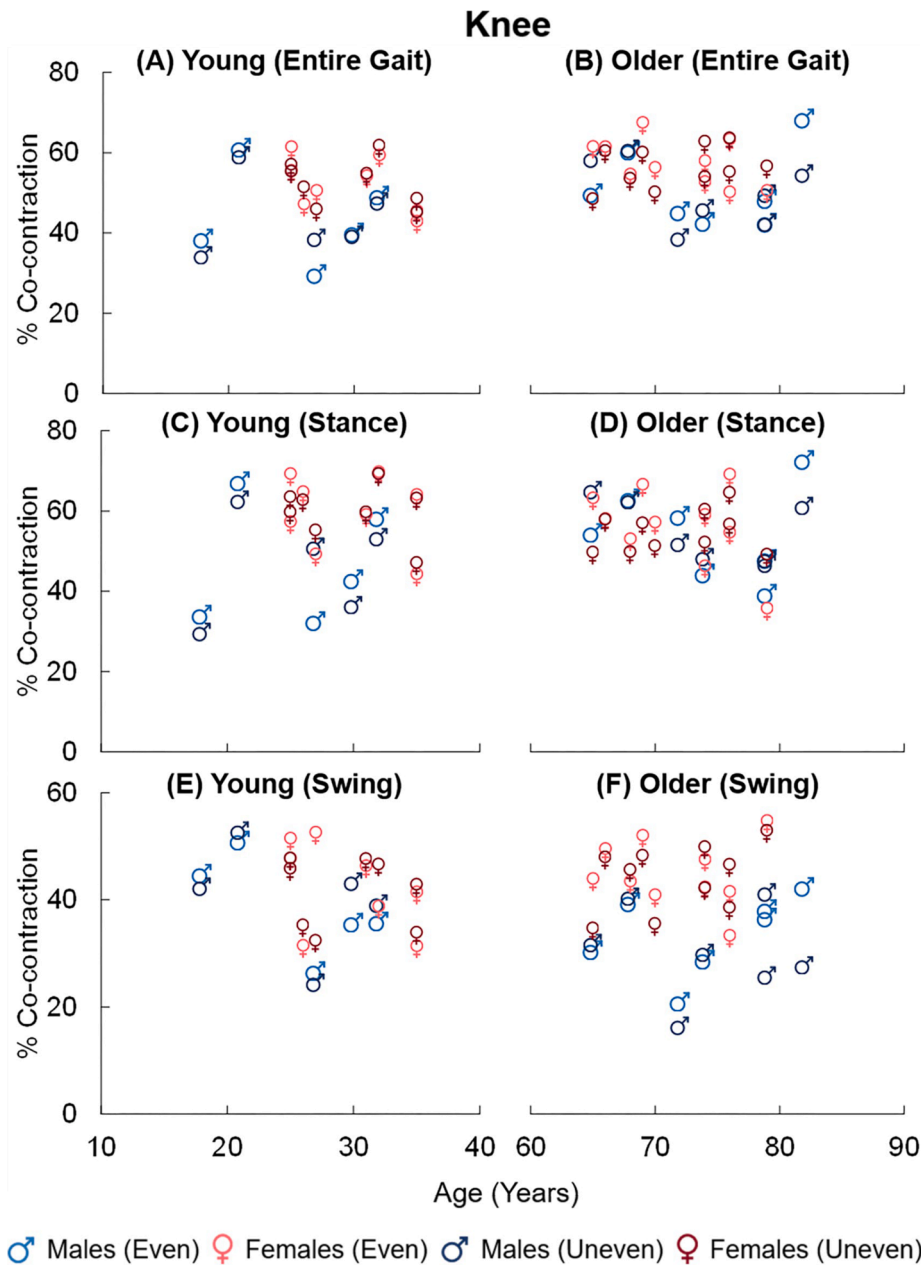 Knee
(A) Young (Entire Gait)
(B) Older (Entire Gait)
80
60
40
20
0
% Co-contraction
(C) Young (Stance)
(D) Older (Stance)
80
60
40
20
0
% Co-contraction
(E) Young (Swing)
(F) Older (Swing)
60
40
20
0
% Co-contraction
10 20 30 40 60 70 80 90
Age (Years)
Males (Even) Females (Even) Males (Uneven) Females (Uneven)